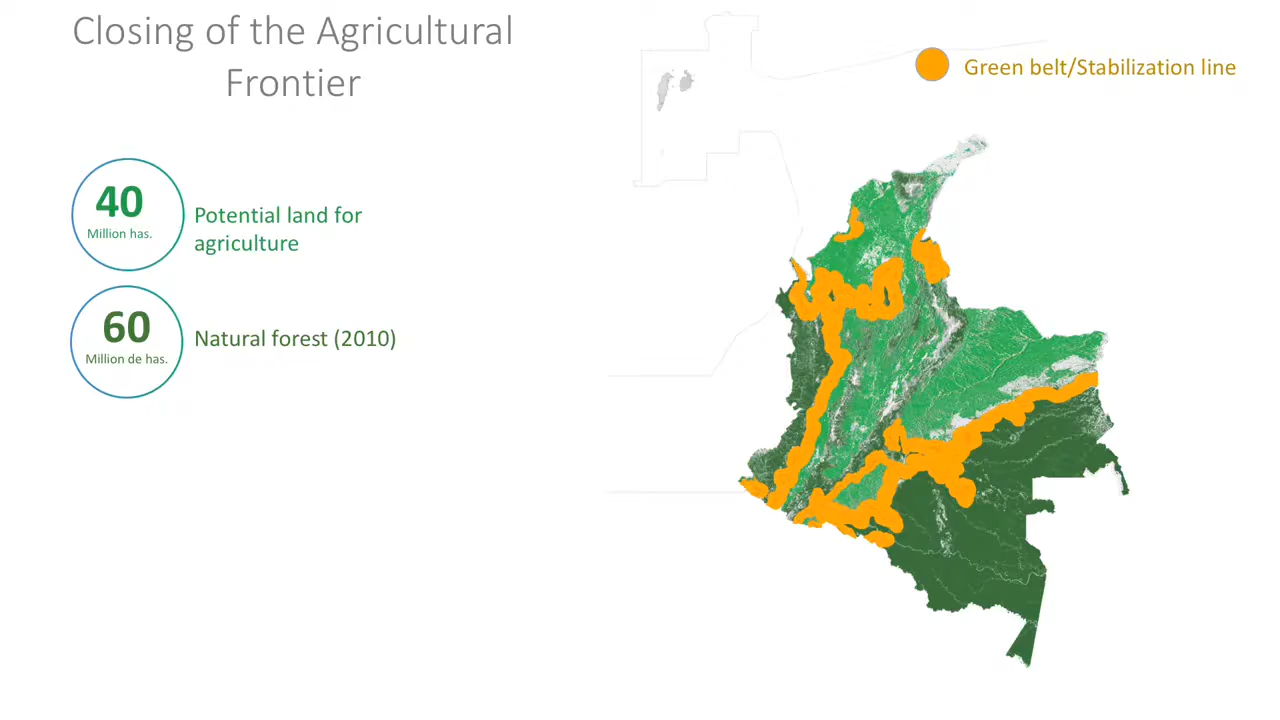 Closing of the Agricultural
Frontier
Green belt/Stabilization line
40
Million has.
Potential land for
agriculture
60
Million de has.
Natural forest (2010)